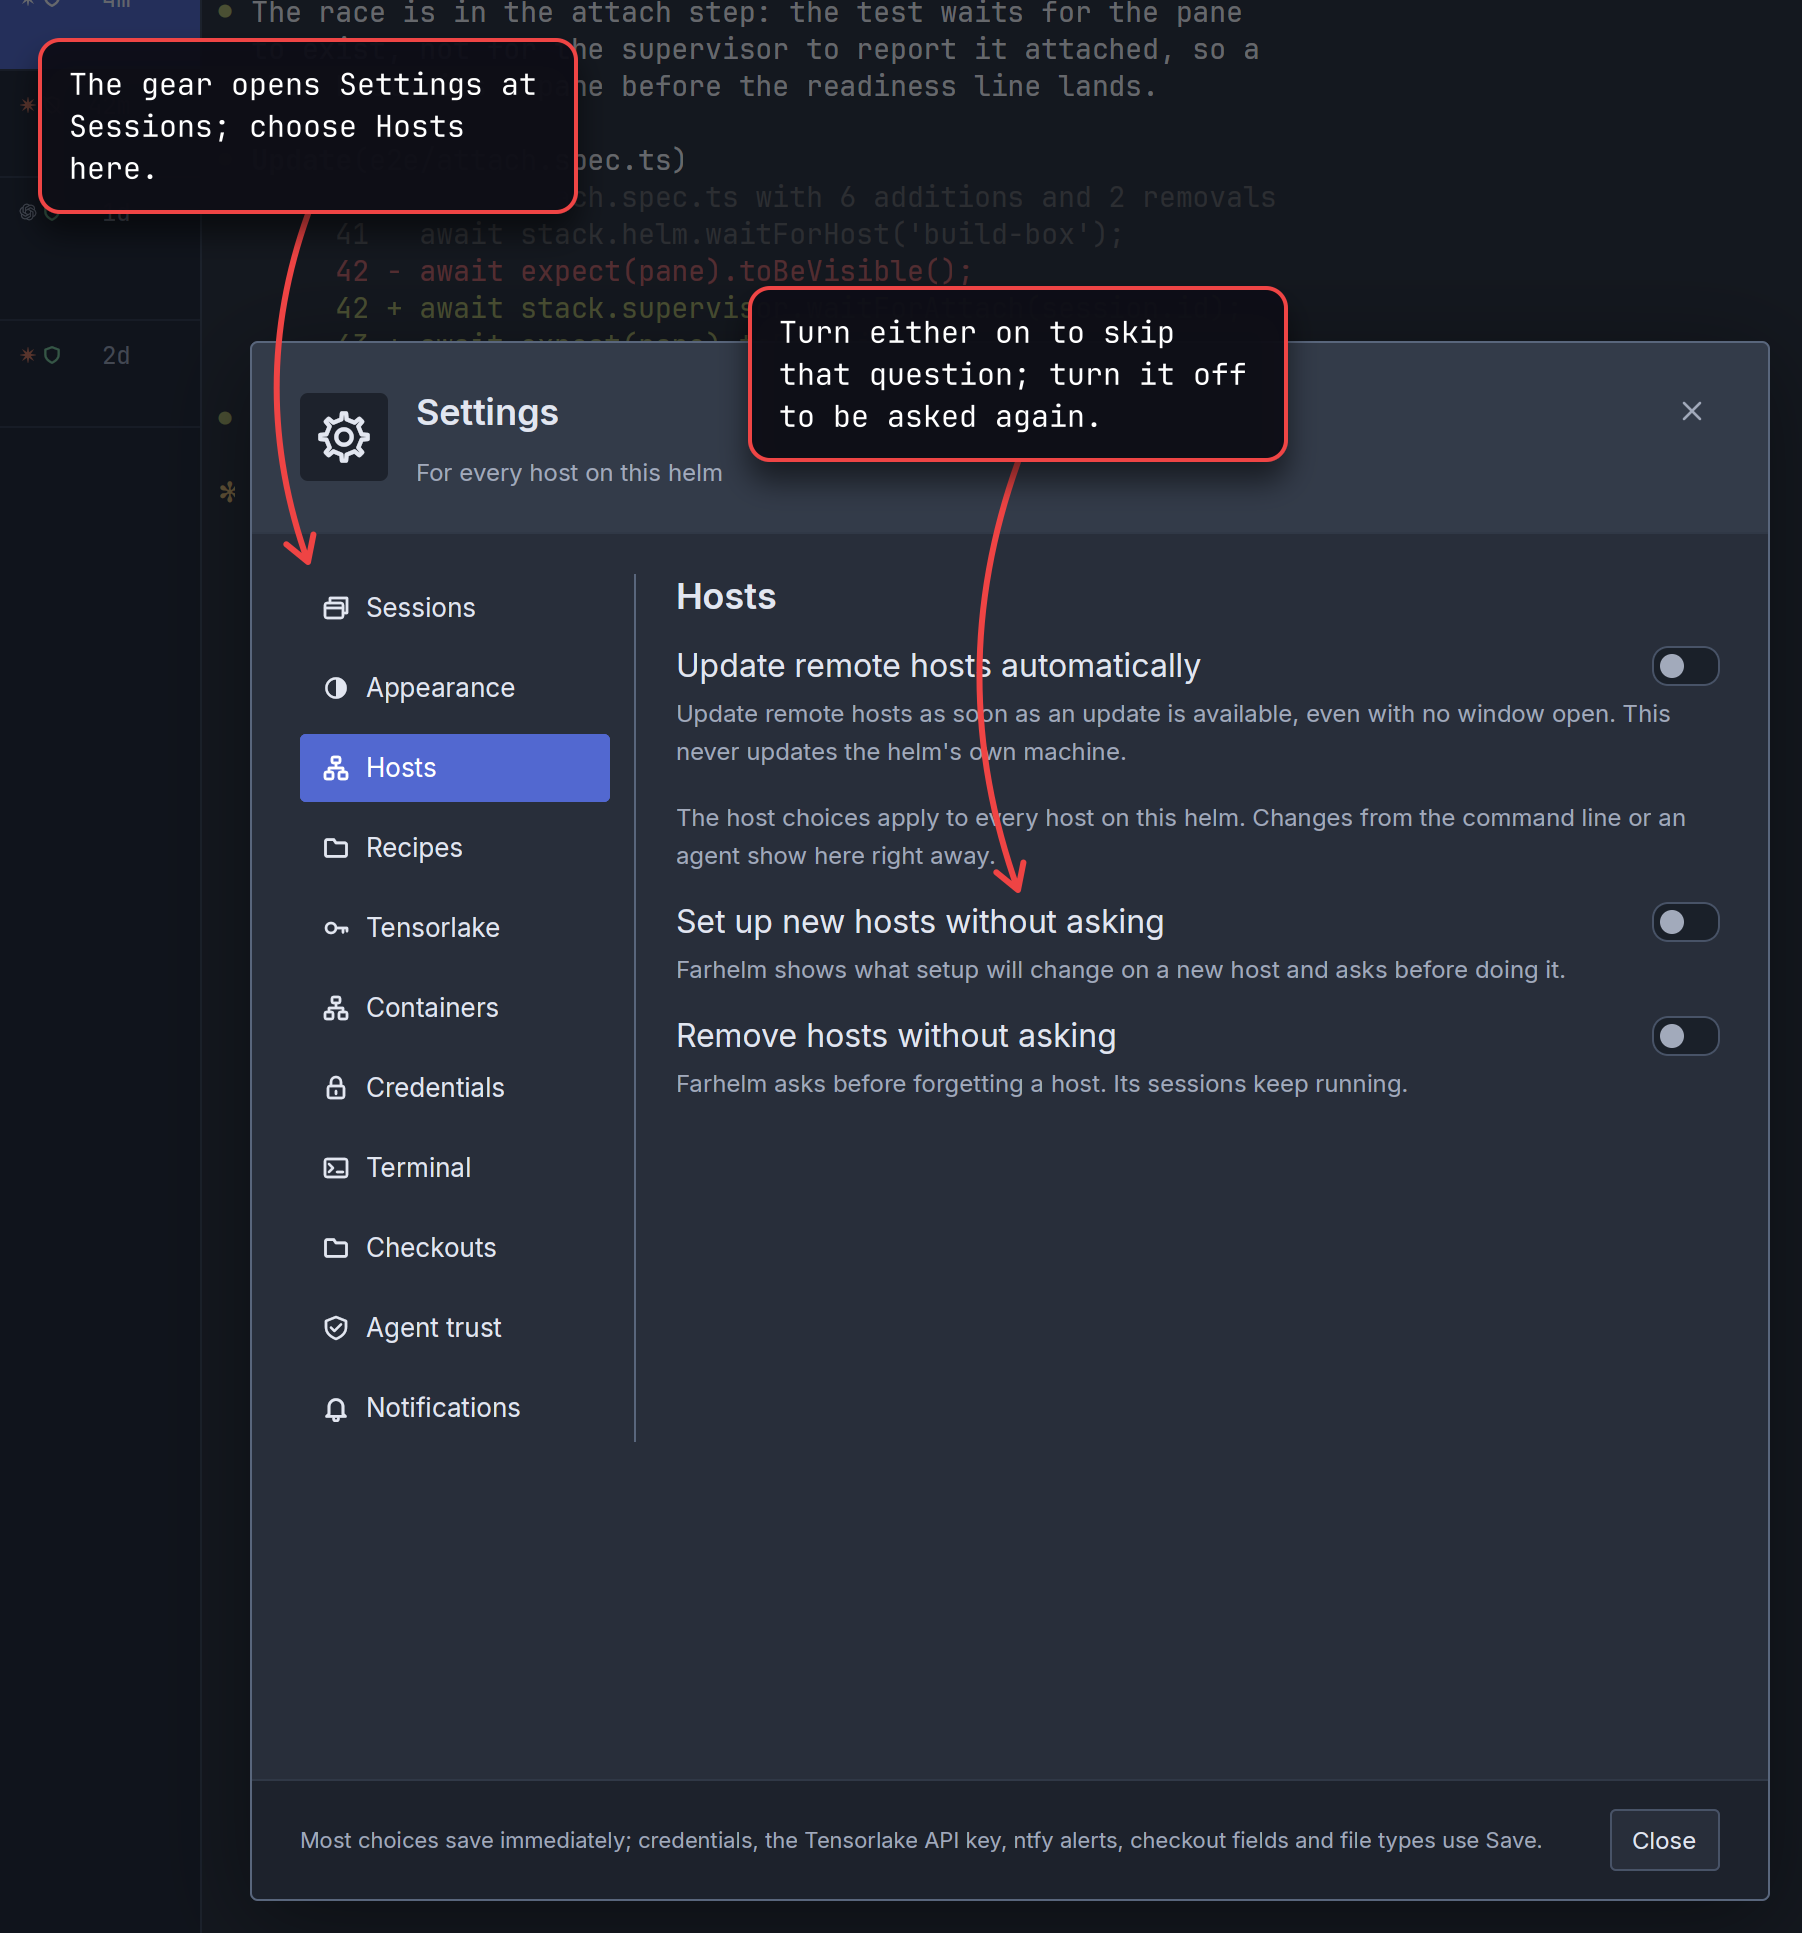 The race is in the attach step: the test waits for the pane
he supervisor to report it attached, so a
ne before the readiness line lands.
The gear opens Settings at
Sessions; choose Hosts
here.
pec.ts)
ch.spec.ts with 6 additions and 2 removals
1d
41 await stack.helm.waitForHost('build-box');
42 - await expect(pane).toBeVisible();
42 + await stack.supervis
2d
Turn either on to skip
that question; turn it off
to be asked again.
Settings
For every host on this helm
Sessions
Appearance
Hosts
Recipes
Tensorlake
Containers
Credentials
Terminal
Checkouts
Agent trust
Notifications
Hosts
Update remote hosts automatically
Update remote hosts as soon as an update is available, even with no window open. This
never updates the helm's own machine.
The host choices apply to every host on this helm. Changes from the command line or an
agent show here right away.
Set up new hosts without asking
Farhelm shows what setup will change on a new host and asks before doing it.
Remove hosts without asking
Farhelm asks before forgetting a host. Its sessions keep running.
Most choices save immediately; credentials, the Tensorlake API key, ntfy alerts, checkout fields and file types use Save.
Close